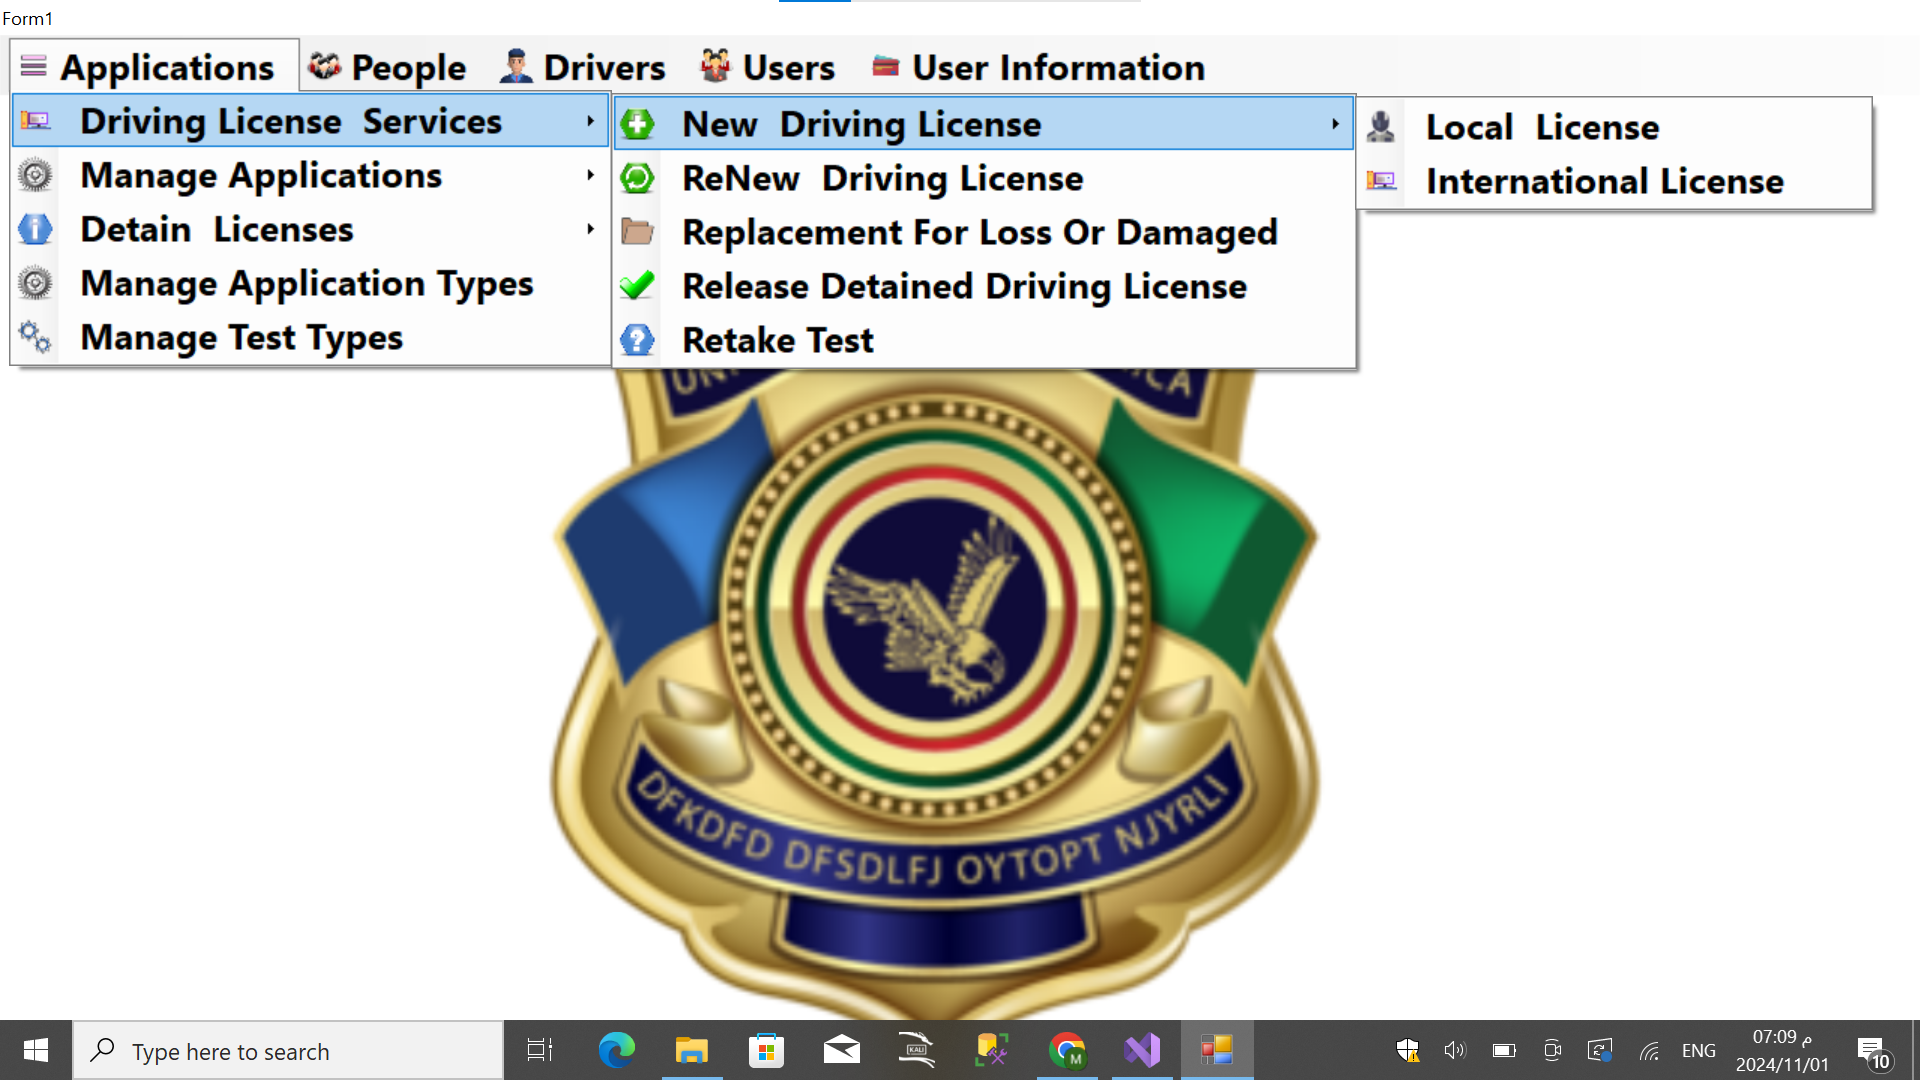 Form1
Applications People Drivers Users User Information
Driving License Services
Manage Applications
Detain Licenses
Manage Application Types
Manage Test Types
New Driving License
ReNew Driving License
Replacement For Loss Or Damaged
Release Detained Driving License
Retake Test
Local License
International License
DFKDFD DFSDLFJ OYTOPT NJYRLI
Type here to search
KALI
M
ENG
07:09 م
2024/11/01
10